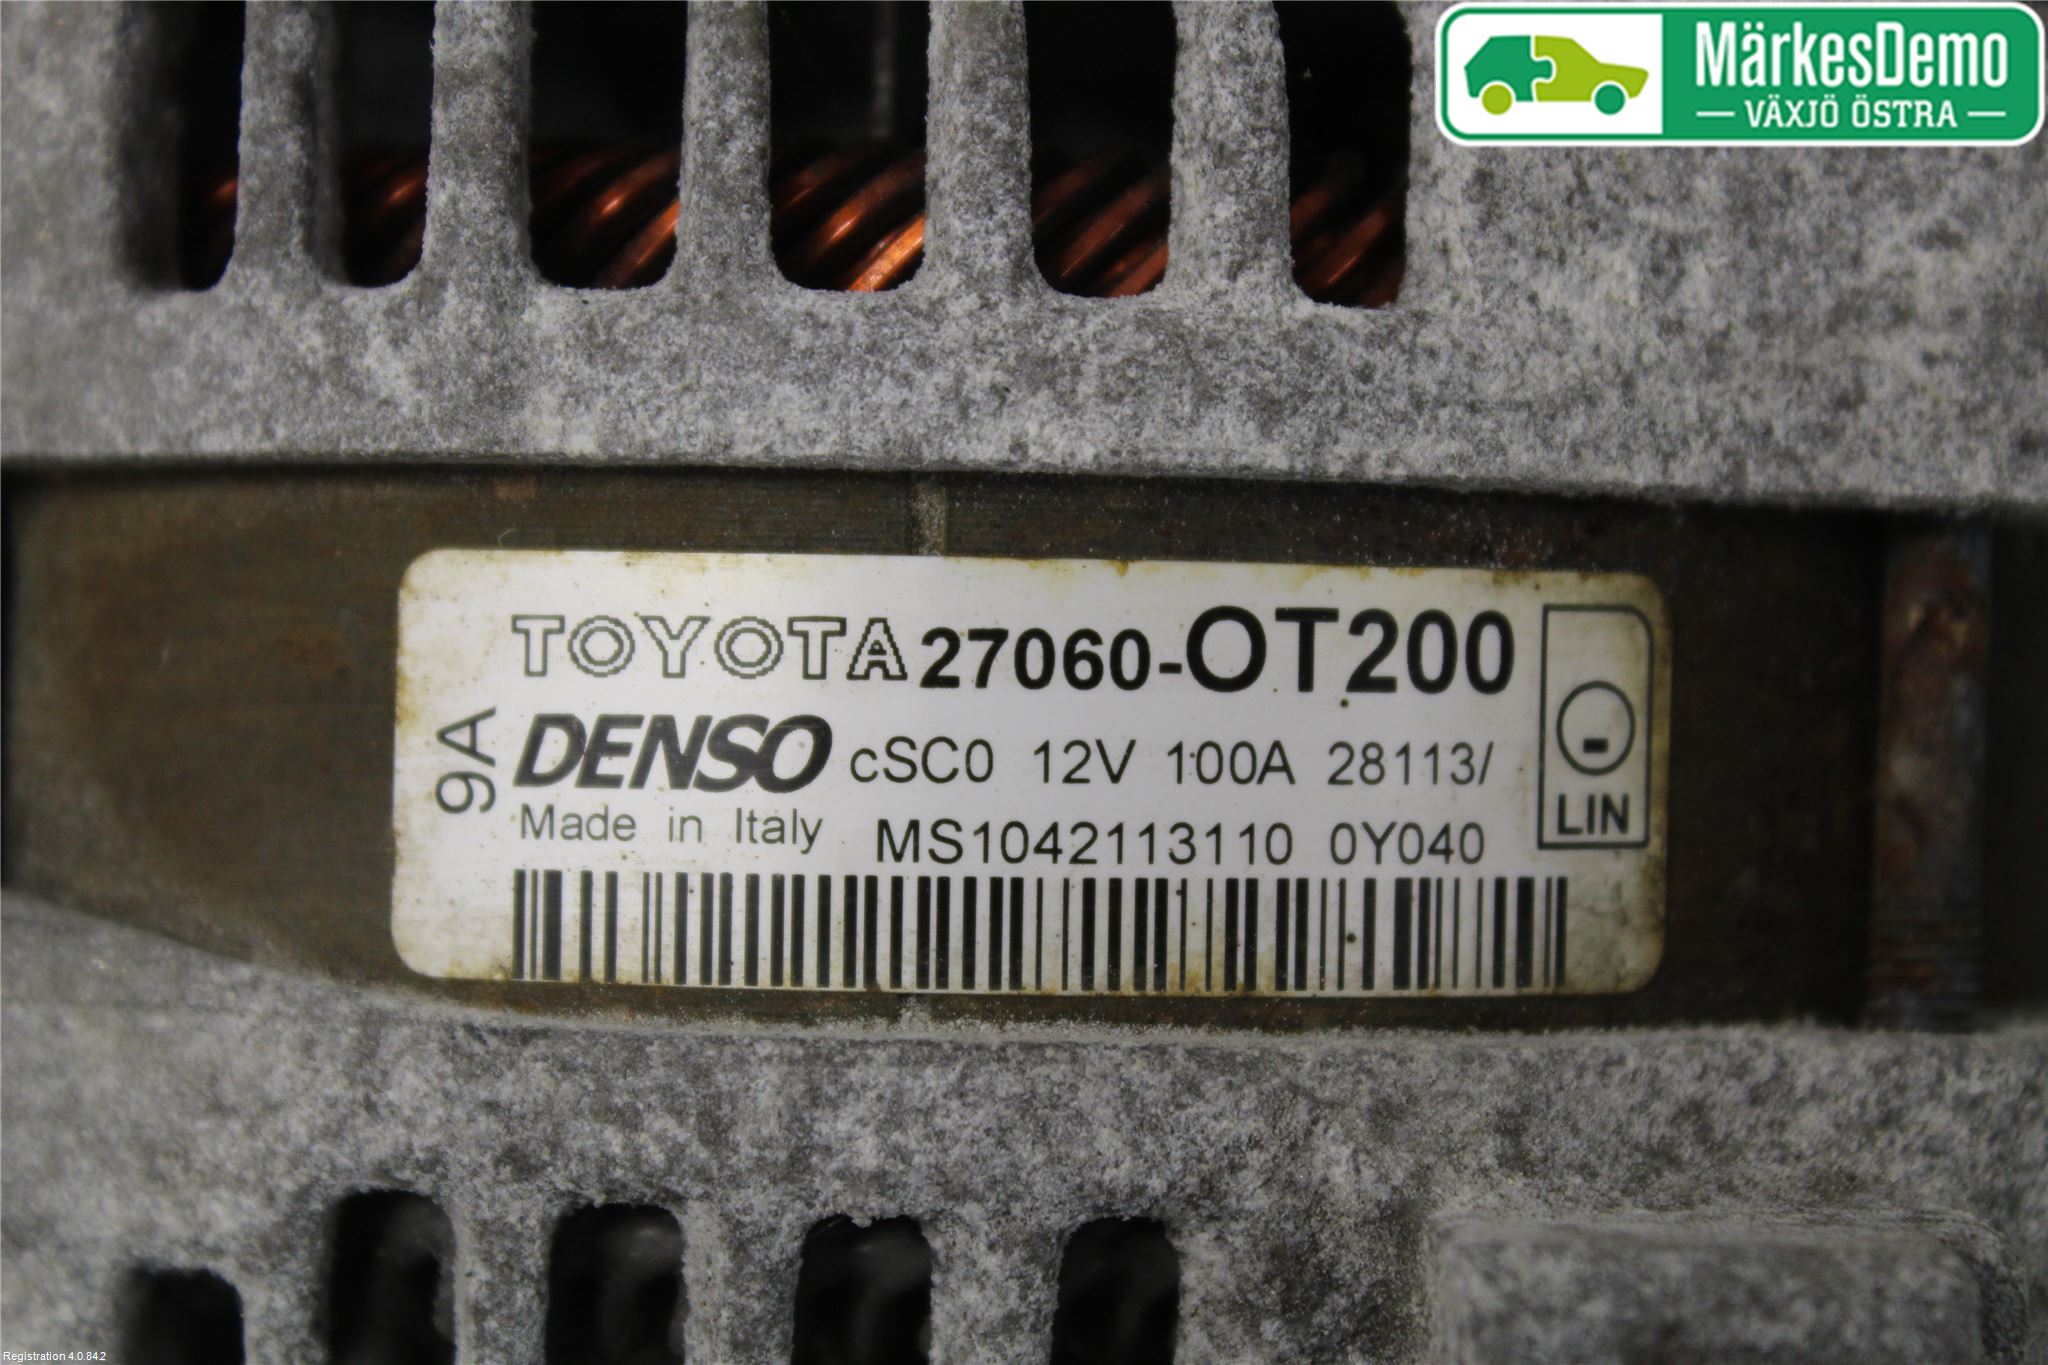 MärkesDemo
— VÄXJÖ ÖSTRA —
TOYOTA 27060-OT200
9A
DENSO cSC0 12V 100A 28113/
Made in Italy MS1042113110 0Y040
LIN
Registration 4.0.84.2